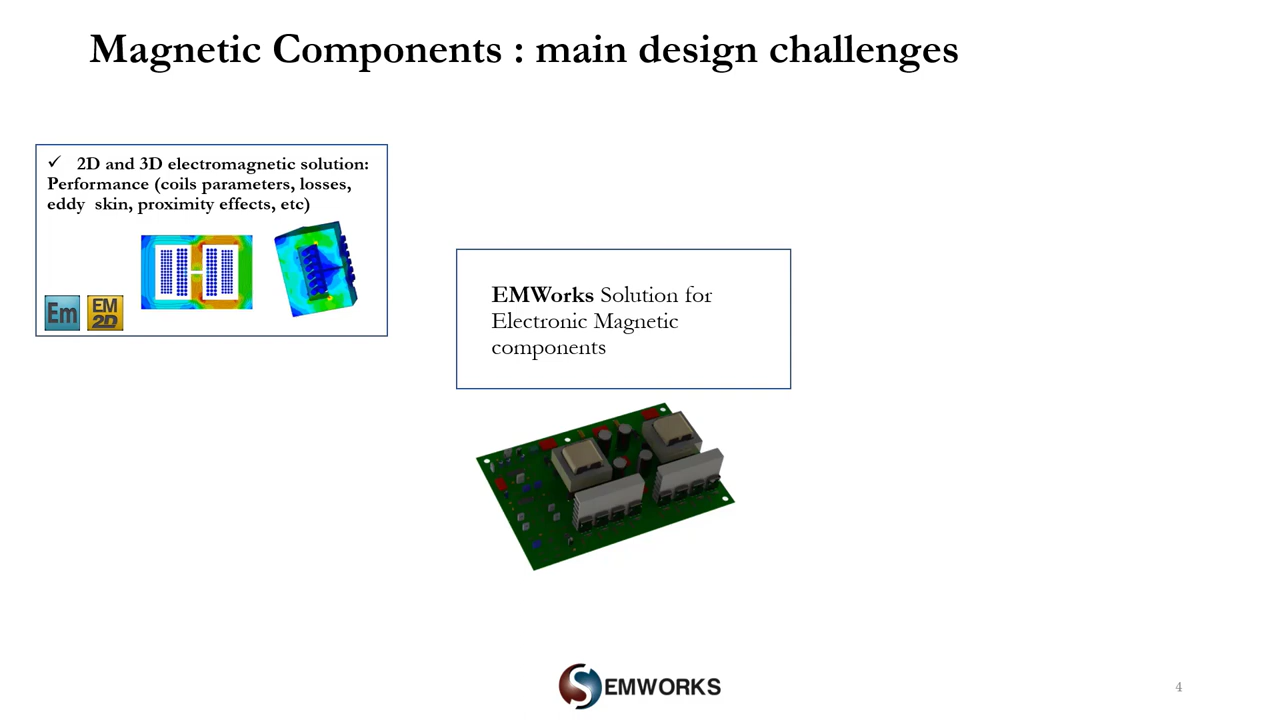 Magnetic Components : main design challenges
✓ 2D and 3D electromagnetic solution:
Performance (coils parameters, losses,
eddy skin, proximity effects, etc)
Em
EM
2D
EMWorks Solution for
Electronic Magnetic
components
EMWORKS
4